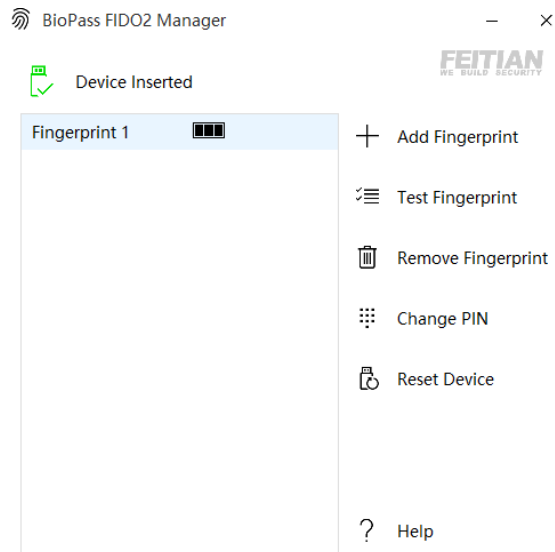 BioPass FIDO2 Manager
FEITIAN
WE BUILD SECURITY
Device Inserted
Fingerprint 1
Add Fingerprint
Test Fingerprint
Remove Fingerprint
Change PIN
Reset Device
Help